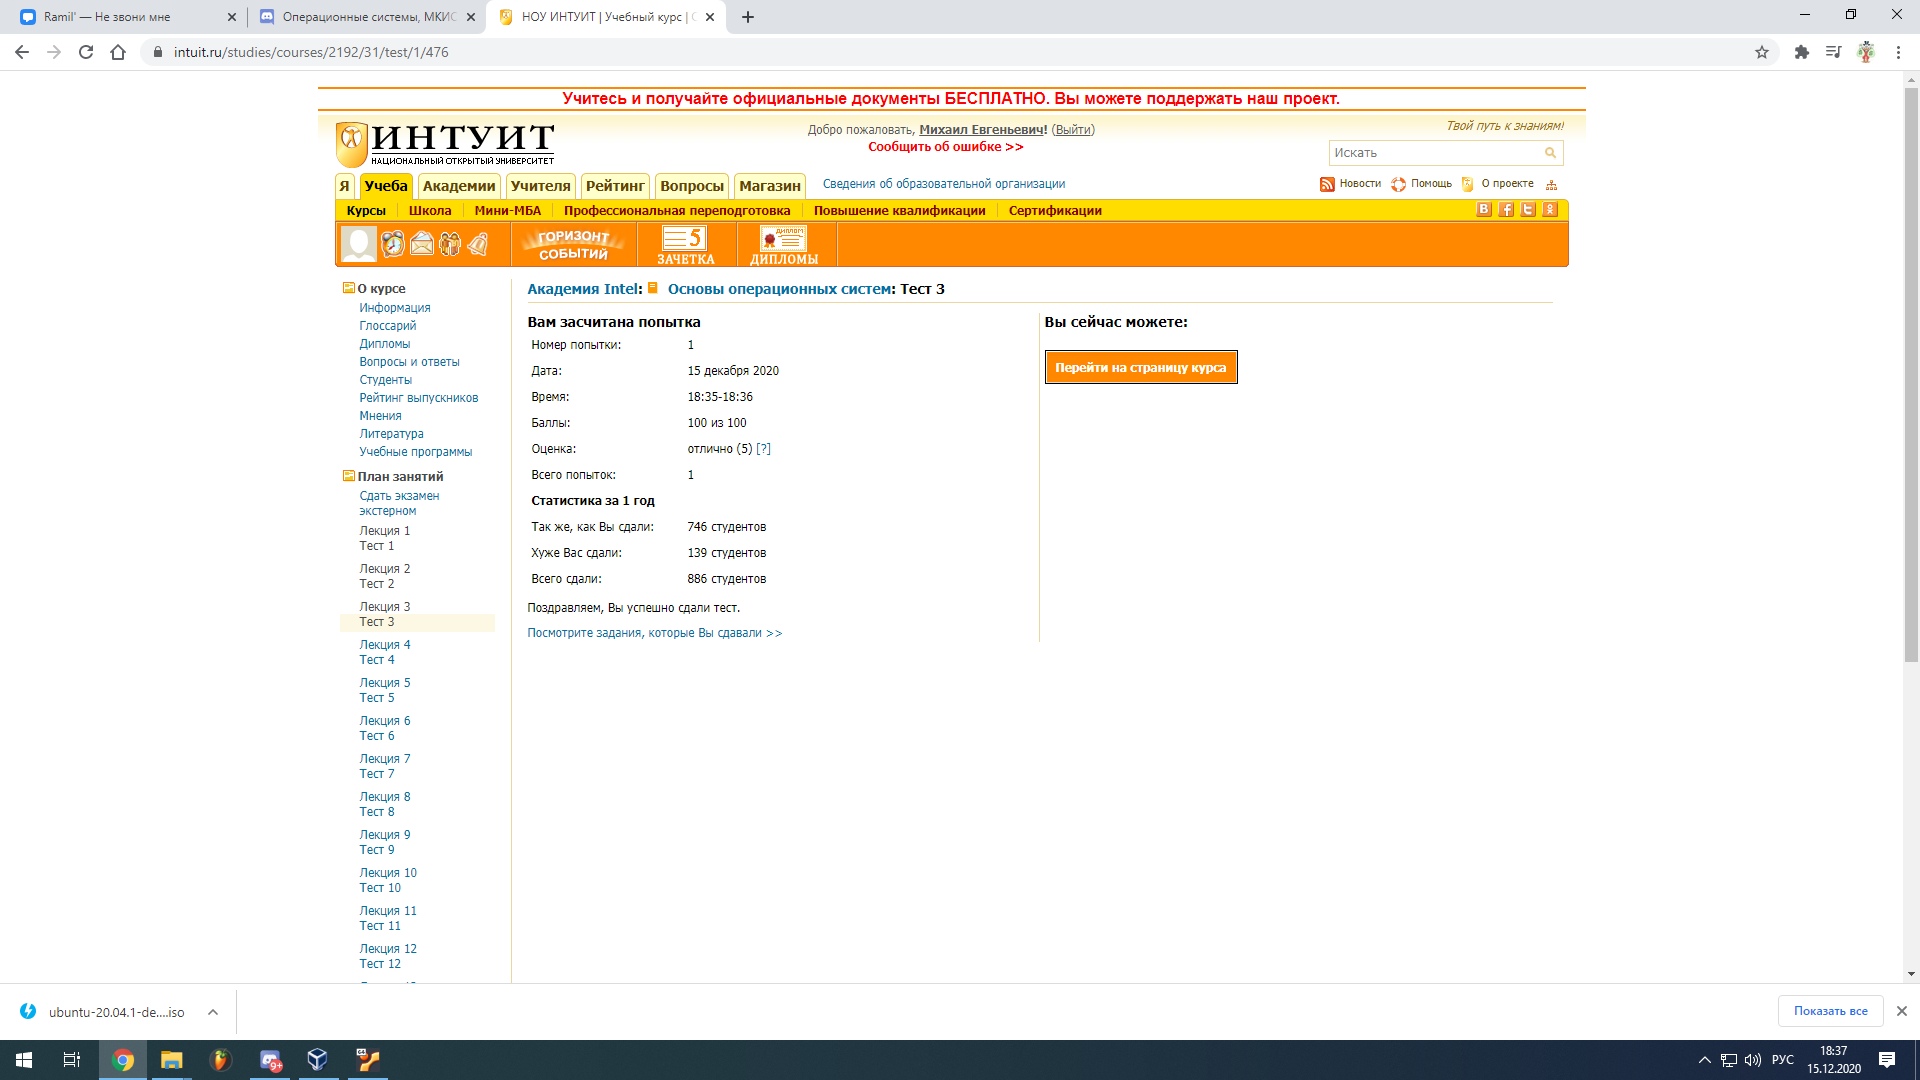 Ramil' — Не звони мне
Операционные системы, МКИС
НОУ ИНТУИТ | Учебный курс |
intuit.ru/studies/courses/2192/31/test/1/476
Учитесь и получайте официальные документы БЕСПЛАТНО. Вы можете поддержать наш проект.
ИНТУИТ
НАЦИОНАЛЬНЫЙ ОТКРЫТЫЙ УНИВЕРСИТЕТ
Добро пожаловать, Михаил Евгеньевич! (Выйти)
Сообщить об ошибке >>
Твой путь к знаниям!
Искать
Я Учеба Академии Учителя Рейтинг Вопросы Магазин Сведения об образовательной организации
Новости Помощь О проекте
Курсы Школа Мини-МБА Профессиональная переподготовка Повышение квалификации Сертификации
ГОРИЗОНТ СОБЫТИЙ
5
ЗАЧЕТКА
ДИПЛОМ
ДИПЛОМЫ
О курсе
Информация
Глоссарий
Дипломы
Вопросы и ответы
Студенты
Рейтинг выпускников
Мнения
Литература
Учебные программы
План занятий
Сдать экзамен
экстерном
Лекция 1
Тест 1
Лекция 2
Тест 2
Лекция 3
Тест 3
Лекция 4
Тест 4
Лекция 5
Тест 5
Лекция 6
Тест 6
Лекция 7
Тест 7
Лекция 8
Тест 8
Лекция 9
Тест 9
Лекция 10
Тест 10
Лекция 11
Тест 11
Лекция 12
Тест 12
Академия Intel: Основы операционных систем: Тест 3
Вам засчитана попытка
Номер попытки: 1
Дата: 15 декабря 2020
Время: 18:35-18:36
Баллы: 100 из 100
Оценка: отлично (5) [?]
Всего попыток: 1
Статистика за 1 год
Так же, как Вы сдали: 746 студентов
Хуже Вас сдали: 139 студентов
Всего сдали: 886 студентов
Поздравляем, Вы успешно сдали тест.
Посмотрите задания, которые Вы сдавали >>
Вы сейчас можете:
Перейти на страницу курса
ubuntu-20.04.1-de....iso
Показать все
9+
64
РУС
18:37
15.12.2020